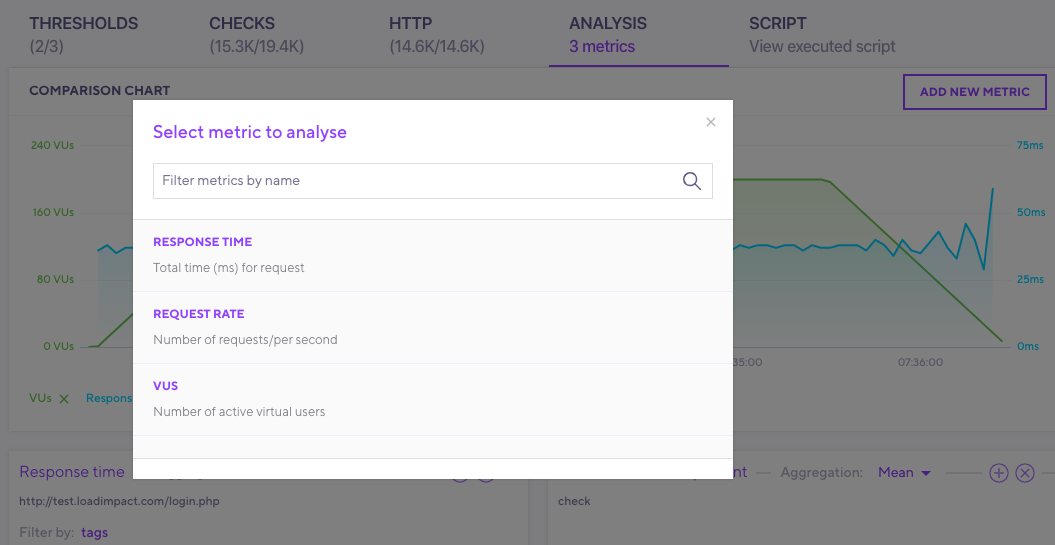 THRESHOLDS CHECKS HTTP ANALYSIS SCRIPT
(2/3) (15.3K/19.4K) (14.6K/14.6K) 3 metrics View executed script
COMPARISON CHART ADD NEW METRIC
Select metric to analyse
240 VUs 75ms
Filter metrics by name
160 VUs 50ms
RESPONSE TIME
Total time (ms) for request
80 VUs 25ms
REQUEST RATE
Number of requests/per second
0 VUs 0ms
35:00 07:36:00
VUS
VUs Respons
Number of active virtual users
Response time nt Aggregation: Mean
http://test.loadimpact.com/login.php check
Filter by: tags